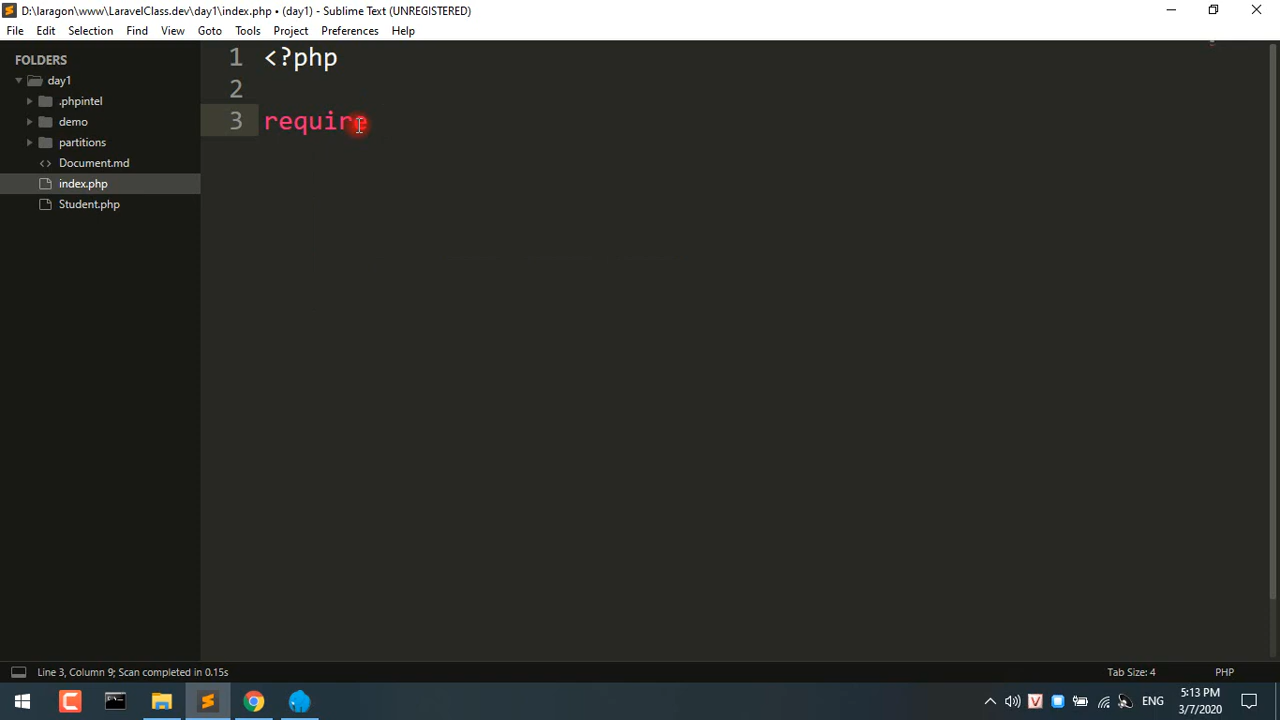 D:\laragon\www\LaravelClass.dev\day1\index.php • (day1) - Sublime Text (UNREGISTERED)
File Edit Selection Find View Goto Tools Project Preferences Help
FOLDERS
day1
.phpintel
demo
partitions
Document.md
index.php
Student.php
1 <?php
2
3 require
Line 3, Column 9; Scan completed in 0.15s
Tab Size: 4 PHP
ENG
5:13 PM
3/7/2020